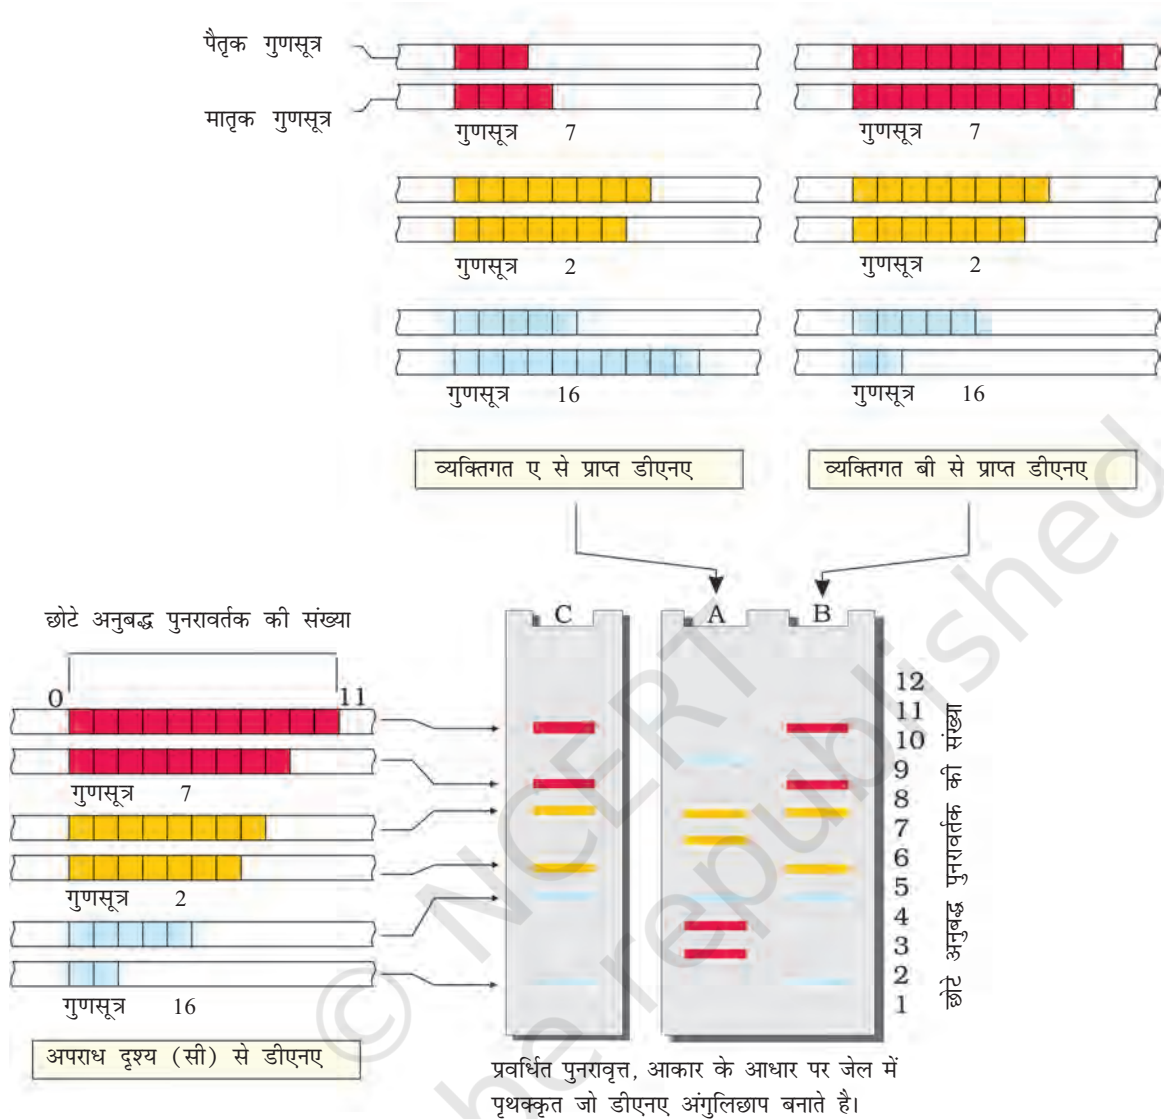 पैतृक गुणसूत्र
मातृक गुणसूत्र
गुणसूत्र 7
गुणसूत्र 7
गुणसूत्र 2
गुणसूत्र 2
गुणसूत्र 16
गुणसूत्र 16
व्यक्तिगत ए से प्राप्त डीएनए
व्यक्तिगत बी से प्राप्त डीएनए
छोटे अनुबद्ध पुनरावर्तक की संख्या
0 11
गुणसूत्र 7
गुणसूत्र 2
गुणसूत्र 16
अपराध दृश्य (सी) से डीएनए
C
A
B
12
11
10
9
8
7
6
5
4
3
2
1
छोटे अनुबद्ध पुनरावर्तक की संख्या
प्रवर्धित पुनरावृत्त, आकार के आधार पर जेल में
पृथक्कृत जो डीएनए अंगुलिछाप बनाते है।
© NCERT
be republished